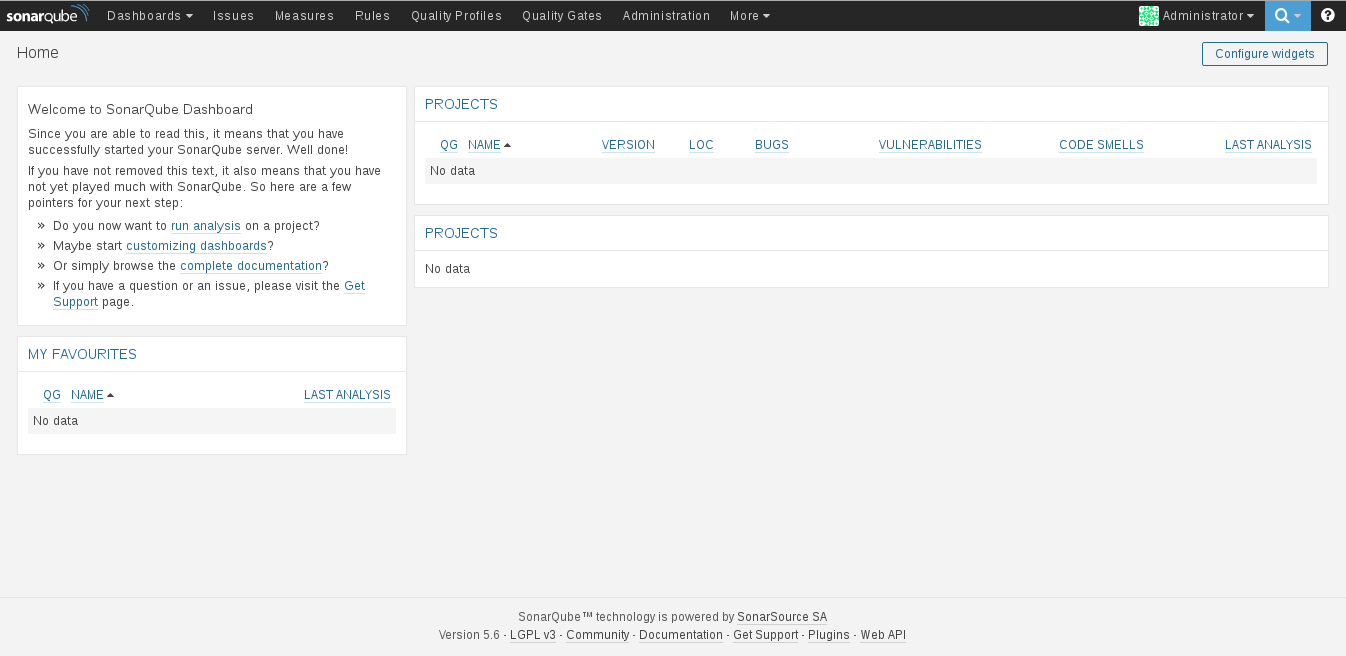 sonarqube Dashboards Issues Measures Rules Quality Profiles Quality Gates Administration More Administrator
Home
Configure widgets
Welcome to SonarQube Dashboard
Since you are able to read this, it means that you have
successfully started your SonarQube server. Well done!
If you have not removed this text, it also means that you have
not yet played much with SonarQube. So here are a few
pointers for your next step:
» Do you now want to run analysis on a project?
» Maybe start customizing dashboards?
» Or simply browse the complete documentation?
» If you have a question or an issue, please visit the Get
Support page.
MY FAVOURITES
QG NAME LAST ANALYSIS
No data
PROJECTS
QG NAME VERSION LOC BUGS VULNERABILITIES CODE SMELLS LAST ANALYSIS
No data
PROJECTS
No data
SonarQube™ technology is powered by SonarSource SA
Version 5.6 - LGPL v3 - Community - Documentation - Get Support - Plugins - Web API